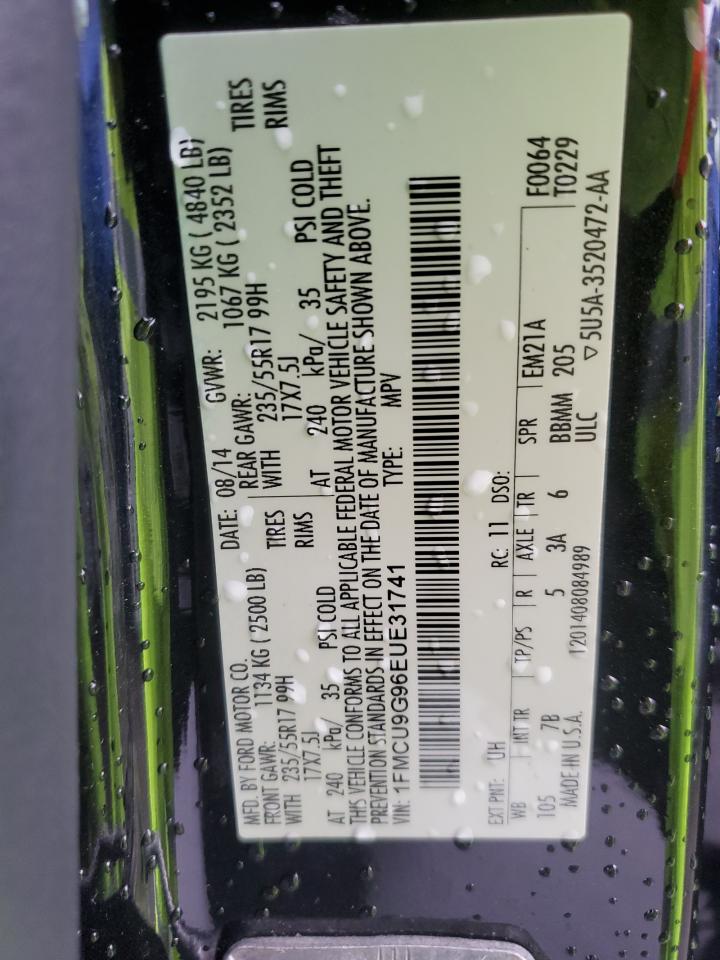 MFD. BY FORD MOTOR CO.
DATE: 08/14 GVWR: 2195 KG ( 4840 LB)
FRONT GAWR: 1134 KG ( 2500 LB) REAR GAWR: 1067 KG ( 2352 LB)
WITH 235/55R17 99H TIRES WITH 235/55R17 99H TIRES
17X7.5J RIMS 17X7.5J RIMS
AT 240 kPa/ 35 PSI COLD AT 240 kPa/ 35 PSI COLD
THIS VEHICLE CONFORMS TO ALL APPLICABLE FEDERAL MOTOR VEHICLE SAFETY AND THEFT
PREVENTION STANDARDS IN EFFECT ON THE DATE OF MANUFACTURE SHOWN ABOVE.
VIN: 1FMCU9G96EUE31741 TYPE: MPV
EXT PNT: UH RC: 11 DSO: F0064
WB INT TR TP/PS R AXLE TR SPR EM21A T0229
105 7B 5 3A 6 BBMM 205
MADE IN U.S.A. 1201408084989 ULC ▽5U5A-3520472-AA